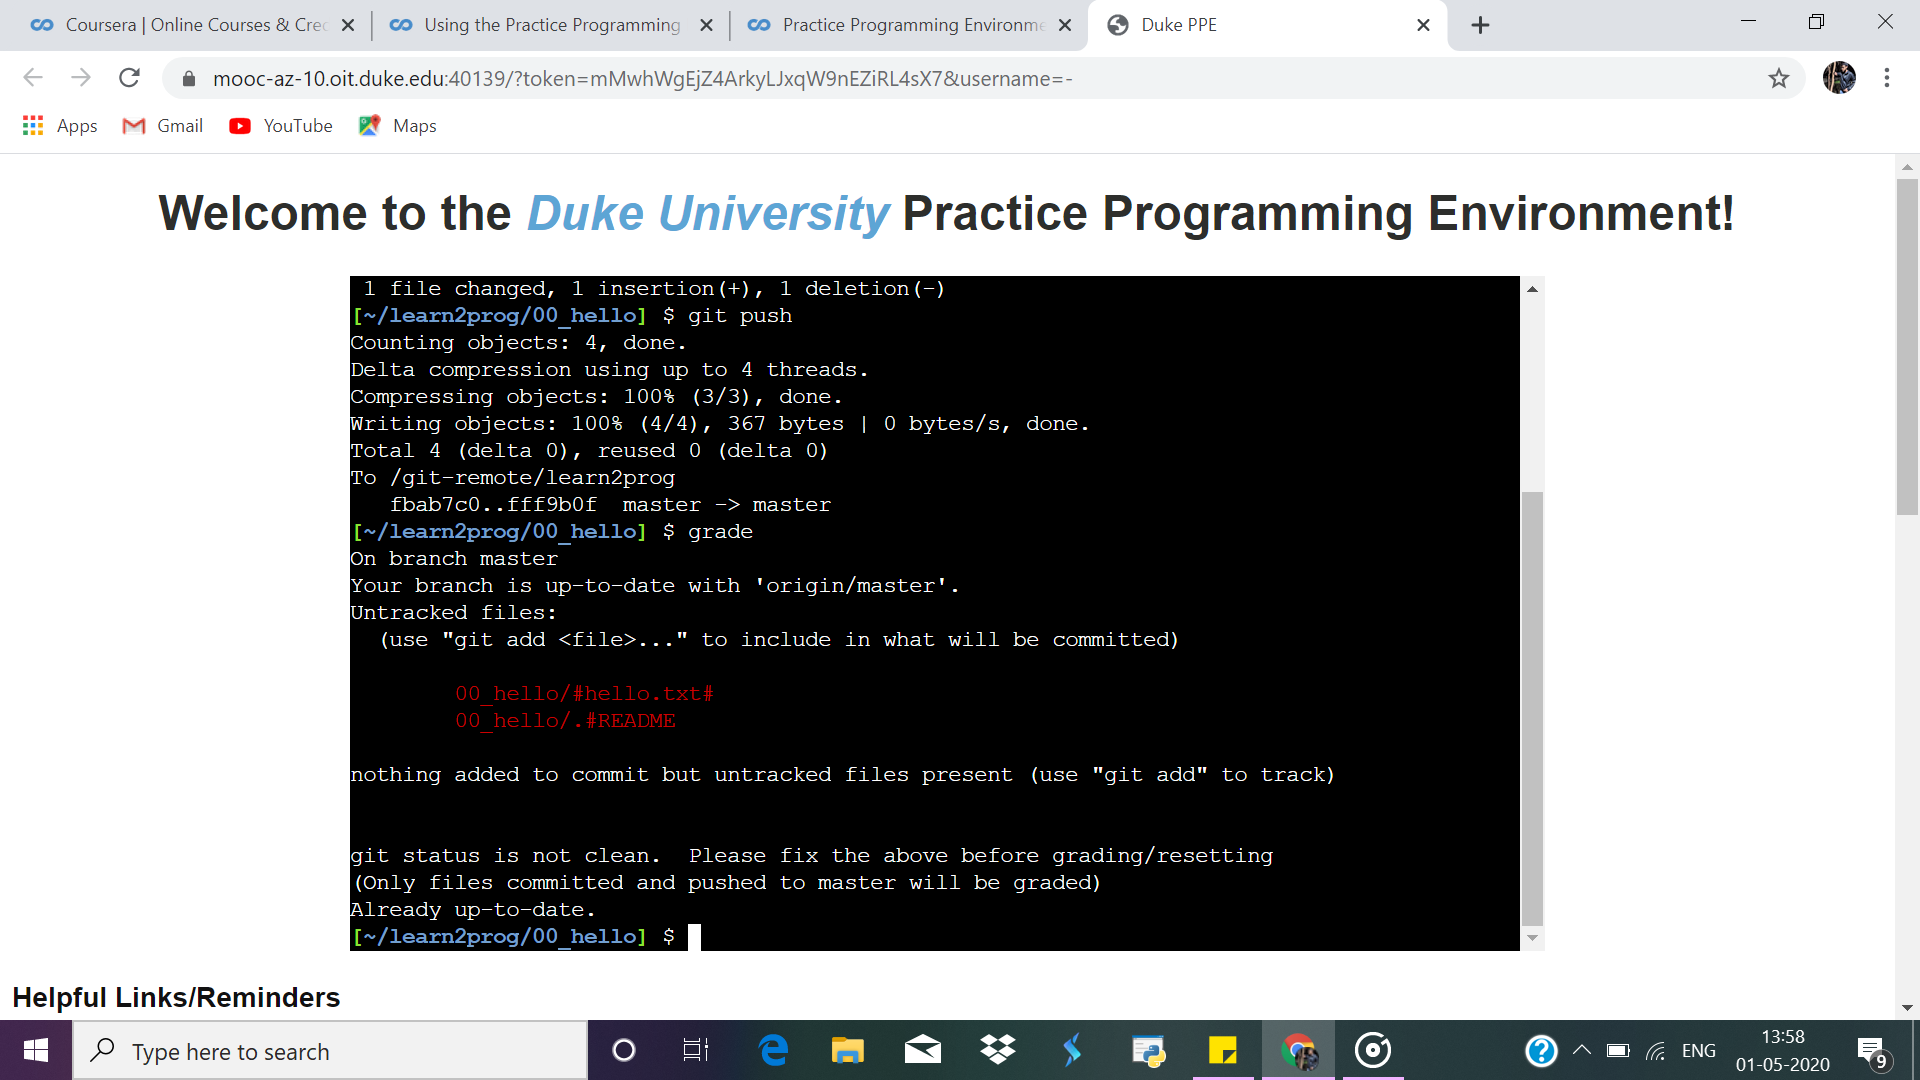 Coursera | Online Courses & Cre
Using the Practice Programming
Practice Programming Environme
Duke PPE
mooc-az-10.oit.duke.edu:40139/?token=mMwhWgEjZ4ArkyLJxqW9nEZiRL4sX7&username=-
Apps
Gmail
YouTube
Maps
Welcome to the Duke University Practice Programming Environment!
1 file changed, 1 insertion(+), 1 deletion(-)
[~/learn2prog/00_hello] $ git push
Counting objects: 4, done.
Delta compression using up to 4 threads.
Compressing objects: 100% (3/3), done.
Writing objects: 100% (4/4), 367 bytes | 0 bytes/s, done.
Total 4 (delta 0), reused 0 (delta 0)
To /git-remote/learn2prog
fbab7c0..fff9b0f  master -> master
[~/learn2prog/00_hello] $ grade
On branch master
Your branch is up-to-date with 'origin/master'.
Untracked files:
(use "git add <file>..." to include in what will be committed)
00_hello/#hello.txt#
00_hello/.#README
nothing added to commit but untracked files present (use "git add" to track)
git status is not clean.  Please fix the above before grading/resetting
(Only files committed and pushed to master will be graded)
Already up-to-date.
[~/learn2prog/00_hello] $
Helpful Links/Reminders
Type here to search
ENG
13:58
01-05-2020
9